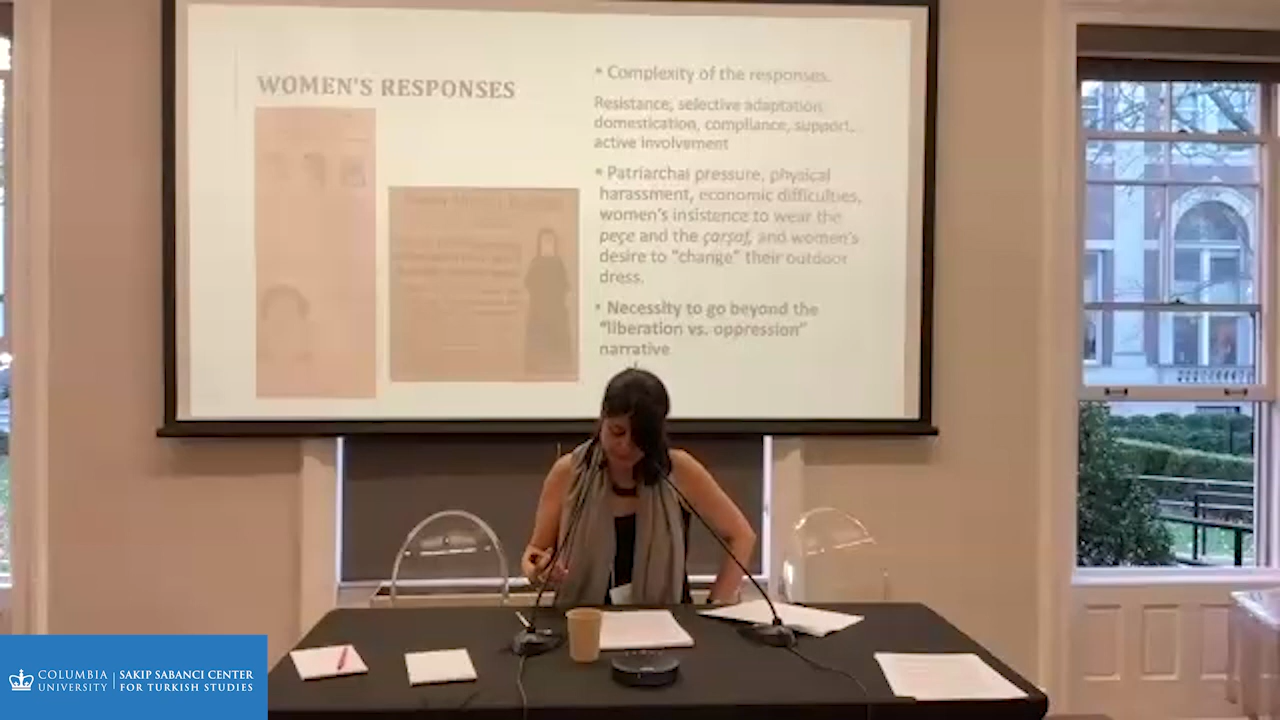 WOMEN'S RESPONSES
• Complexity of the responses.
Resistance, selective adaptation,
domestication, compliance, support,
active involvement
• Patriarchal pressure, physical
harassment, economic difficulties,
women's insistence to wear the
peçe and the çarşaf, and women's
desire to "change" their outdoor
dress.
• Necessity to go beyond the
"liberation vs. oppression"
narrative
COLUMBIA
UNIVERSITY
SAKIP SABANCI CENTER
FOR TURKISH STUDIES